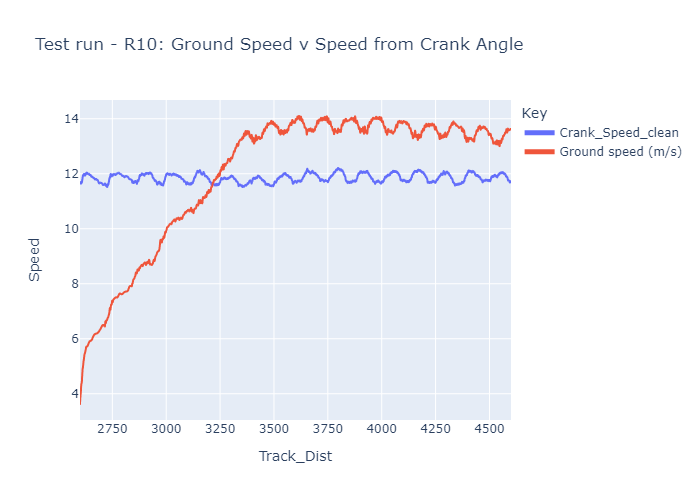 Test run - R10: Ground Speed v Speed from Crank Angle
Key
Crank_Speed_clean
Ground speed (m/s)
Speed
14
12
10
8
6
4
2750
3000
3250
3500
3750
4000
4250
4500
Track_Dist